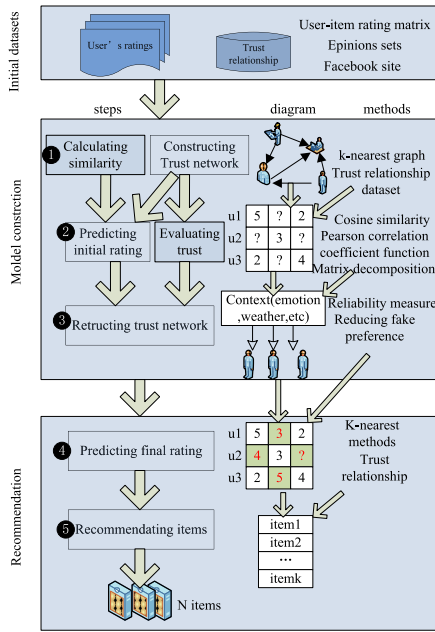 Initial datasets
User's ratings
Trust
relationship
User-item rating matrix
Epinions sets
Facebook site
steps
diagram
methods
Moldel constrction
1
Calculating
similarity
Constructing
Trust network
k-nearest graph
Trust relationship
dataset
2
Predicting
initial rating
Evaluating
trust
u1 5 ? 2
u2 ? 3 ?
u3 2 ? 4
Cosine similarity
Pearson correlation
coefficient function
Matrix decomposition
3
Retructing trust network
Context(emotion
,weather,etc)
Reliability measure
Reducing fake
preference
Recommendation
4
Predicting final rating
u1 5 3 2
u2 4 3 ?
u3 2 5 4
K-nearest
methods
Trust
relationship
5
Recommendating items
item1
item2
...
itemk
N items